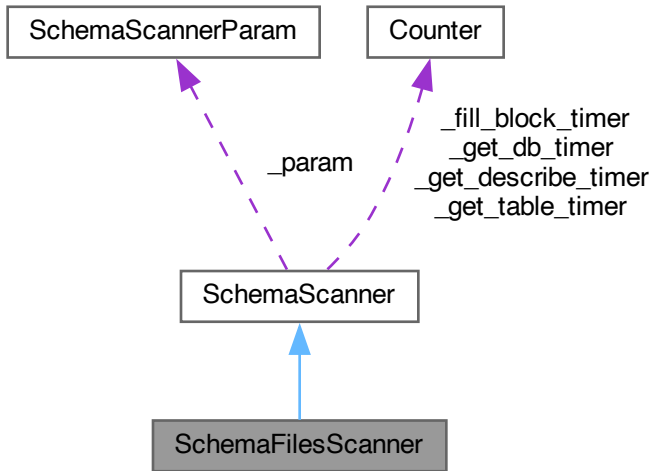 SchemaScannerParam
Counter
_param
_fill_block_timer
_get_db_timer
_get_describe_timer
_get_table_timer
SchemaScanner
SchemaFilesScanner